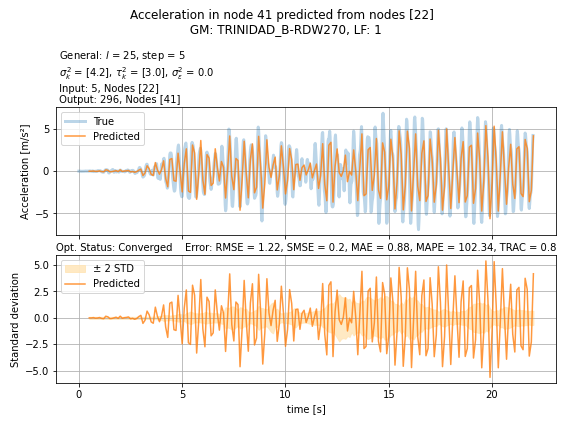 Acceleration in node 41 predicted from nodes [22]
GM: TRINIDAD_B-RDW270, LF: 1
General: l = 25, step = 5
σ²ₖ = [4.2], τ²ₖ = [3.0], σ²ₑ = 0.0
Input: 5, Nodes [22]
Output: 296, Nodes [41]
True
Predicted
Acceleration [m/s²]
5
0
−5
Opt. Status: Converged Error: RMSE = 1.22, SMSE = 0.2, MAE = 0.88, MAPE = 102.34, TRAC = 0.8
± 2 STD
Predicted
Standard deviation
5.0
2.5
0.0
−2.5
−5.0
0 5 10 15 20
time [s]